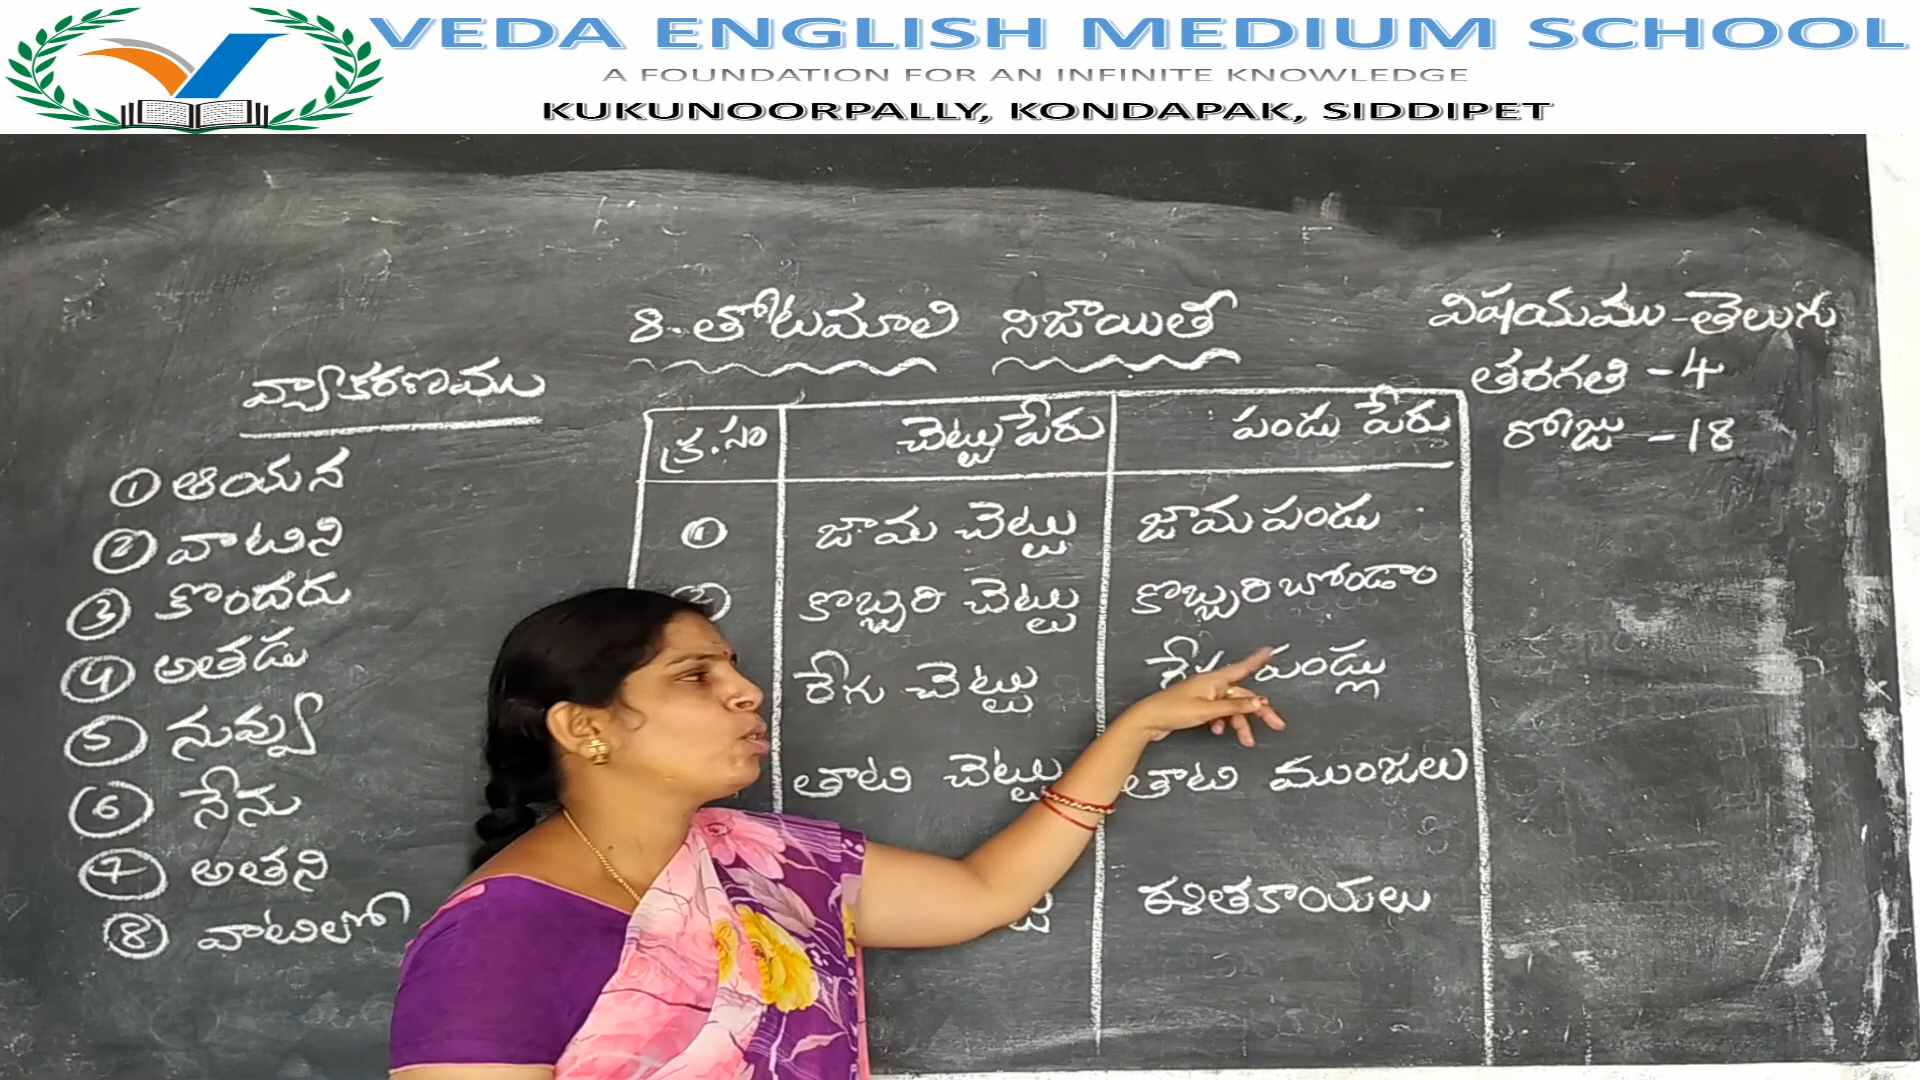 VEDA ENGLISH MEDIUM SCHOOL
A FOUNDATION FOR AN INFINITE KNOWLEDGE
KUKUNOORPALLY, KONDAPAK, SIDDIPET
8. తోటమాలి నిజాయితీ
విషయము - తెలుగు
తరగతి - 4
రోజు - 18
వ్యాకరణము
① ఆయన
② వాటిని
③ కొందరు
④ అతడు
⑤ నువ్వు
⑥ నేను
⑦ అతని
⑧ వాటిలో
క్ర.సం చెట్టు పేరు పండు పేరు
① జామ చెట్టు జామ పండు
కొబ్బరి చెట్టు కొబ్బరి బోండాం
రేగు చెట్టు రేగు పండ్లు
తాటి చెట్టు తాటి ముంజలు
ఈతకాయలు